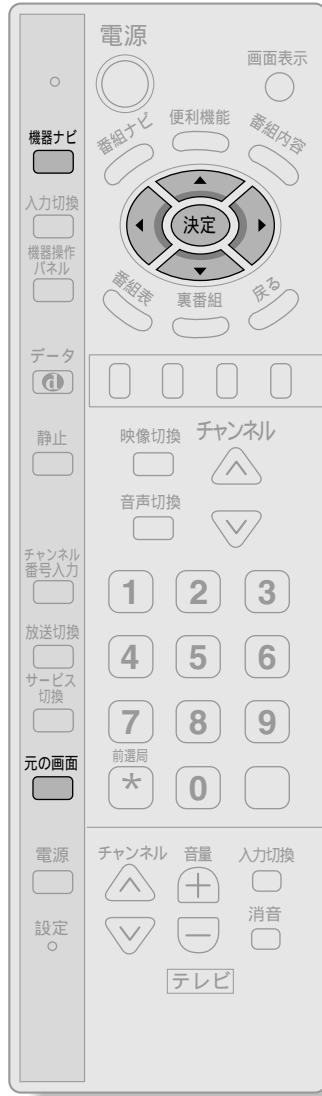 電源
画面表示
機器ナビ
番組ナビ
便利機能
番組内容
入力切換
決定
機器操作
パネル
番組表
裏番組
戻る
データ
d
静止
映像切換
チャンネル
音声切換
チャンネル
番号入力
1 2 3
放送切換
4 5 6
サービス
切換
7 8 9
元の画面
前選局
* 0
電源
チャンネル
音量
入力切換
+
消音
設定
−
テレビ